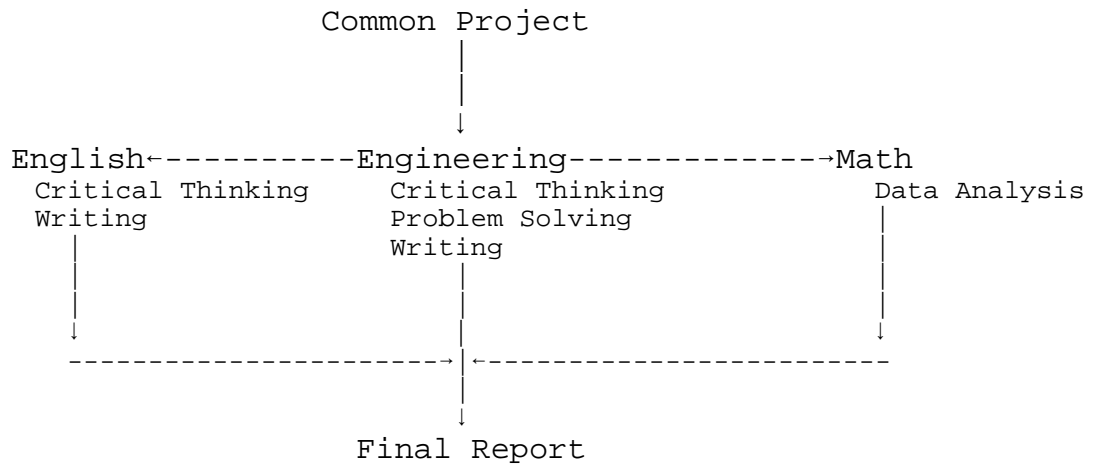 Common Project
English Engineering Math
Critical Thinking Critical Thinking Data Analysis
Writing Problem Solving
Writing
Final Report